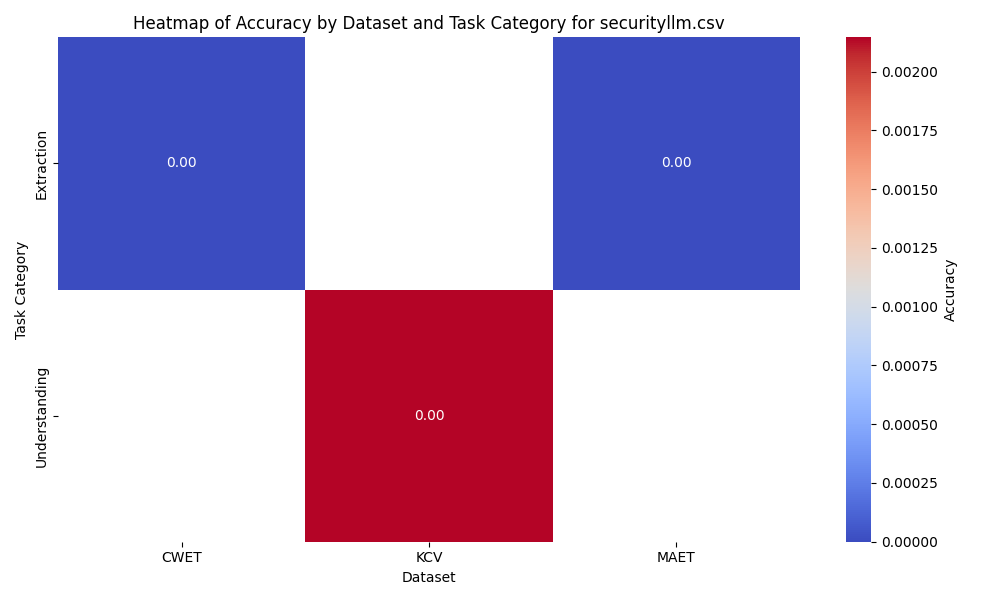 Heatmap of Accuracy by Dataset and Task Category for securityllm.csv
Task Category
Extraction
Understanding
0.00
0.00
0.00
CWET
KCV
MAET
Dataset
0.00200
0.00175
0.00150
0.00125
0.00100
0.00075
0.00050
0.00025
0.00000
Accuracy